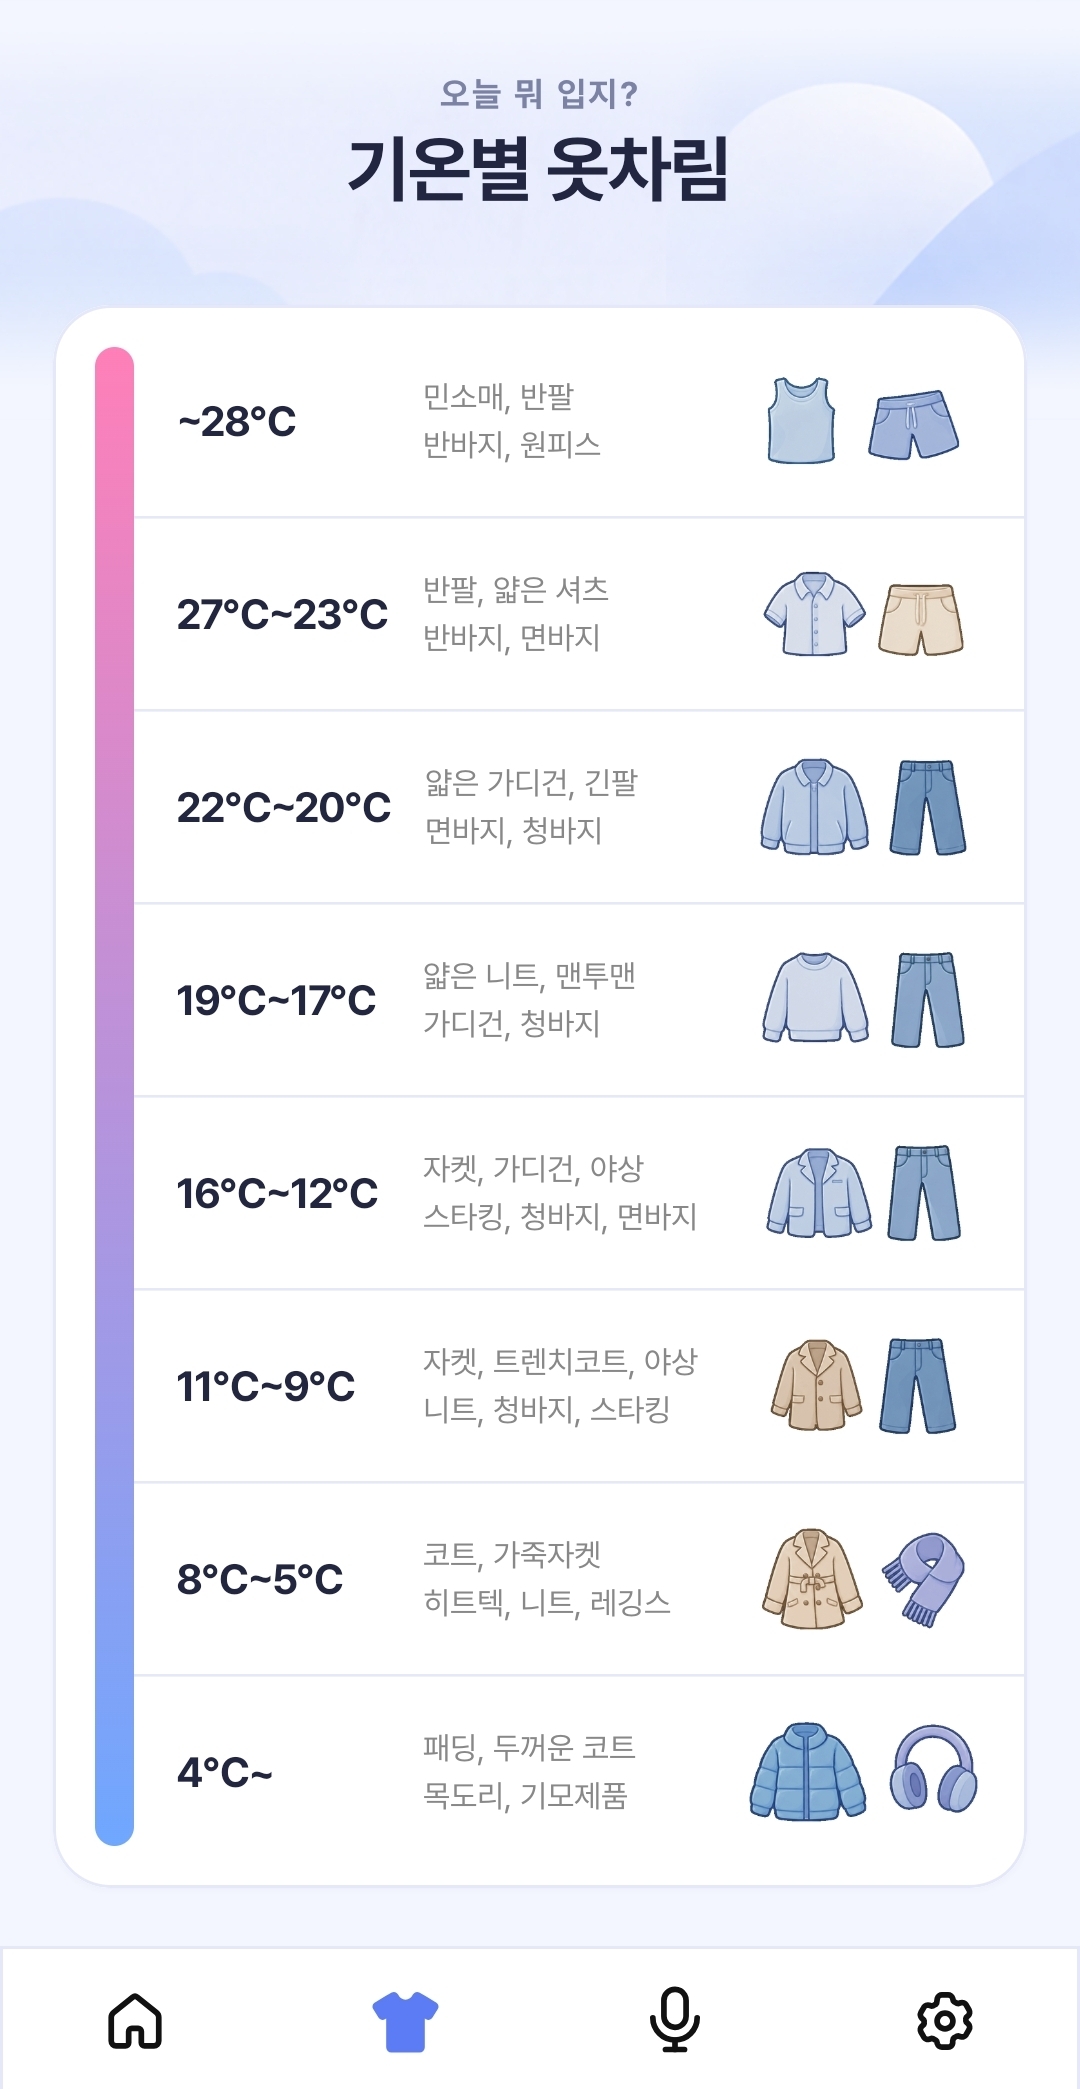 오늘 뭐 입지?
기온별 옷차림
~28°C
민소매, 반팔
반바지, 원피스
27°C~23°C
반팔, 얇은 셔츠
반바지, 면바지
22°C~20°C
얇은 가디건, 긴팔
면바지, 청바지
19°C~17°C
얇은 니트, 맨투맨
가디건, 청바지
16°C~12°C
자켓, 가디건, 야상
스타킹, 청바지, 면바지
11°C~9°C
자켓, 트렌치코트, 야상
니트, 청바지, 스타킹
8°C~5°C
코트, 가죽자켓
히트텍, 니트, 레깅스
4°C~
패딩, 두꺼운 코트
목도리, 기모제품